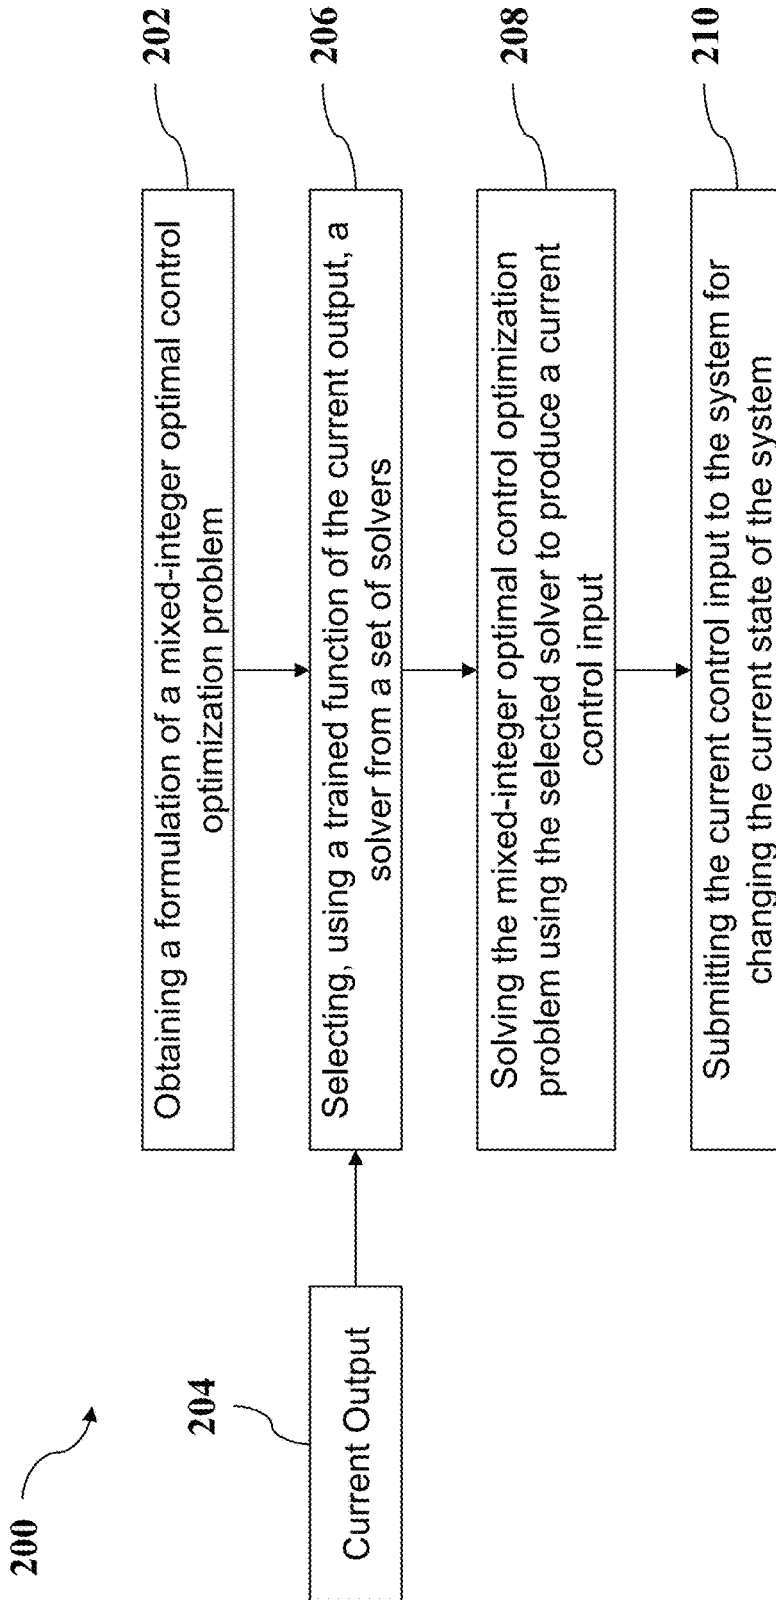 200
202
Obtaining a formulation of a mixed-integer optimal control
optimization problem
204
Current Output
206
Selecting, using a trained function of the current output, a
solver from a set of solvers
208
Solving the mixed-integer optimal control optimization
problem using the selected solver to produce a current
control input
210
Submitting the current control input to the system for
changing the current state of the system